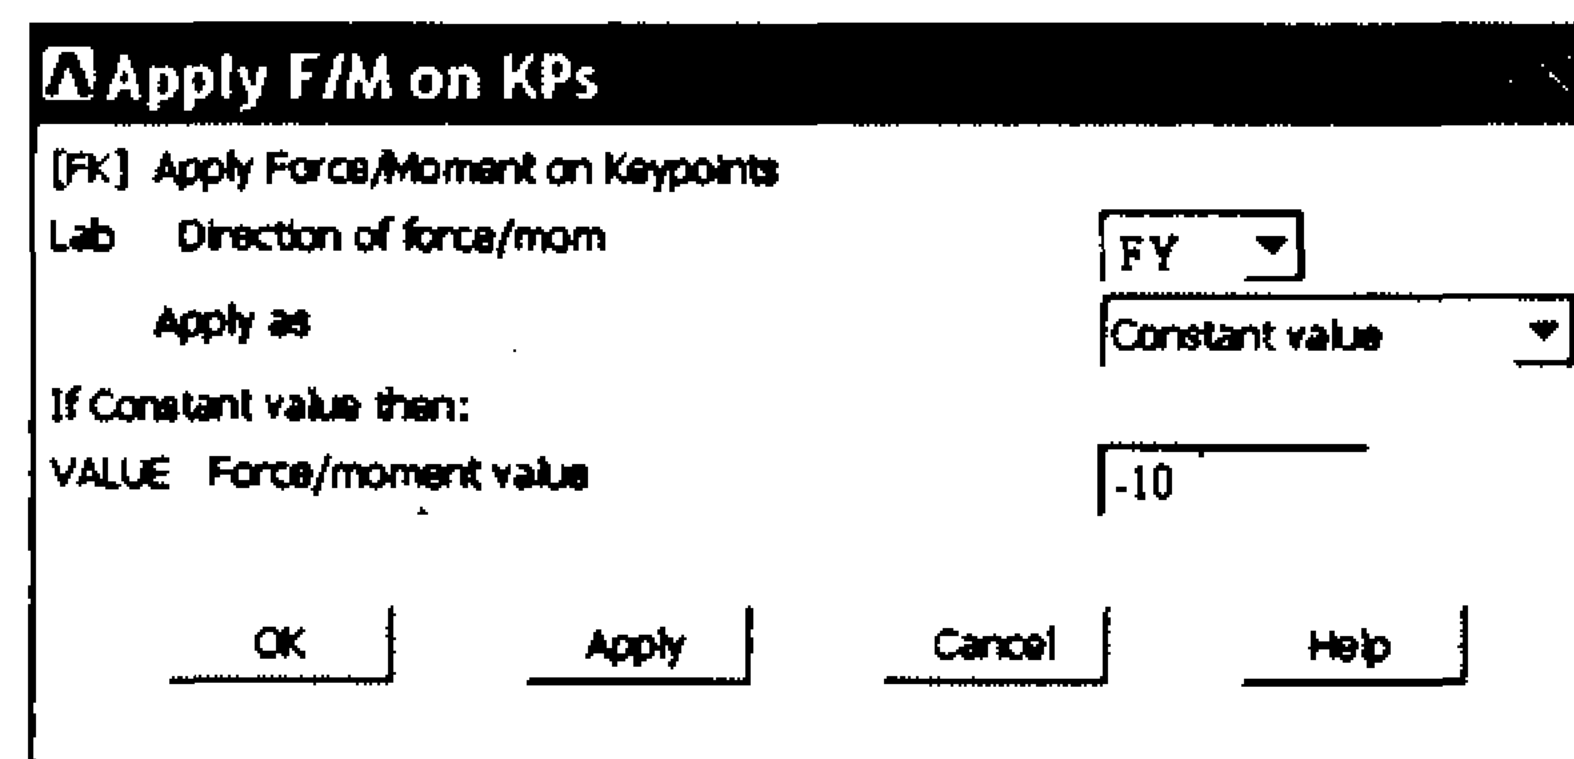 Apply F/M on KPs
[FK] Apply Force/Moment on Keypoints
Lab Direction of force/mom FY
Apply as Constant value
If Constant value then:
VALUE Force/moment value -10
OK Apply Cancel Help